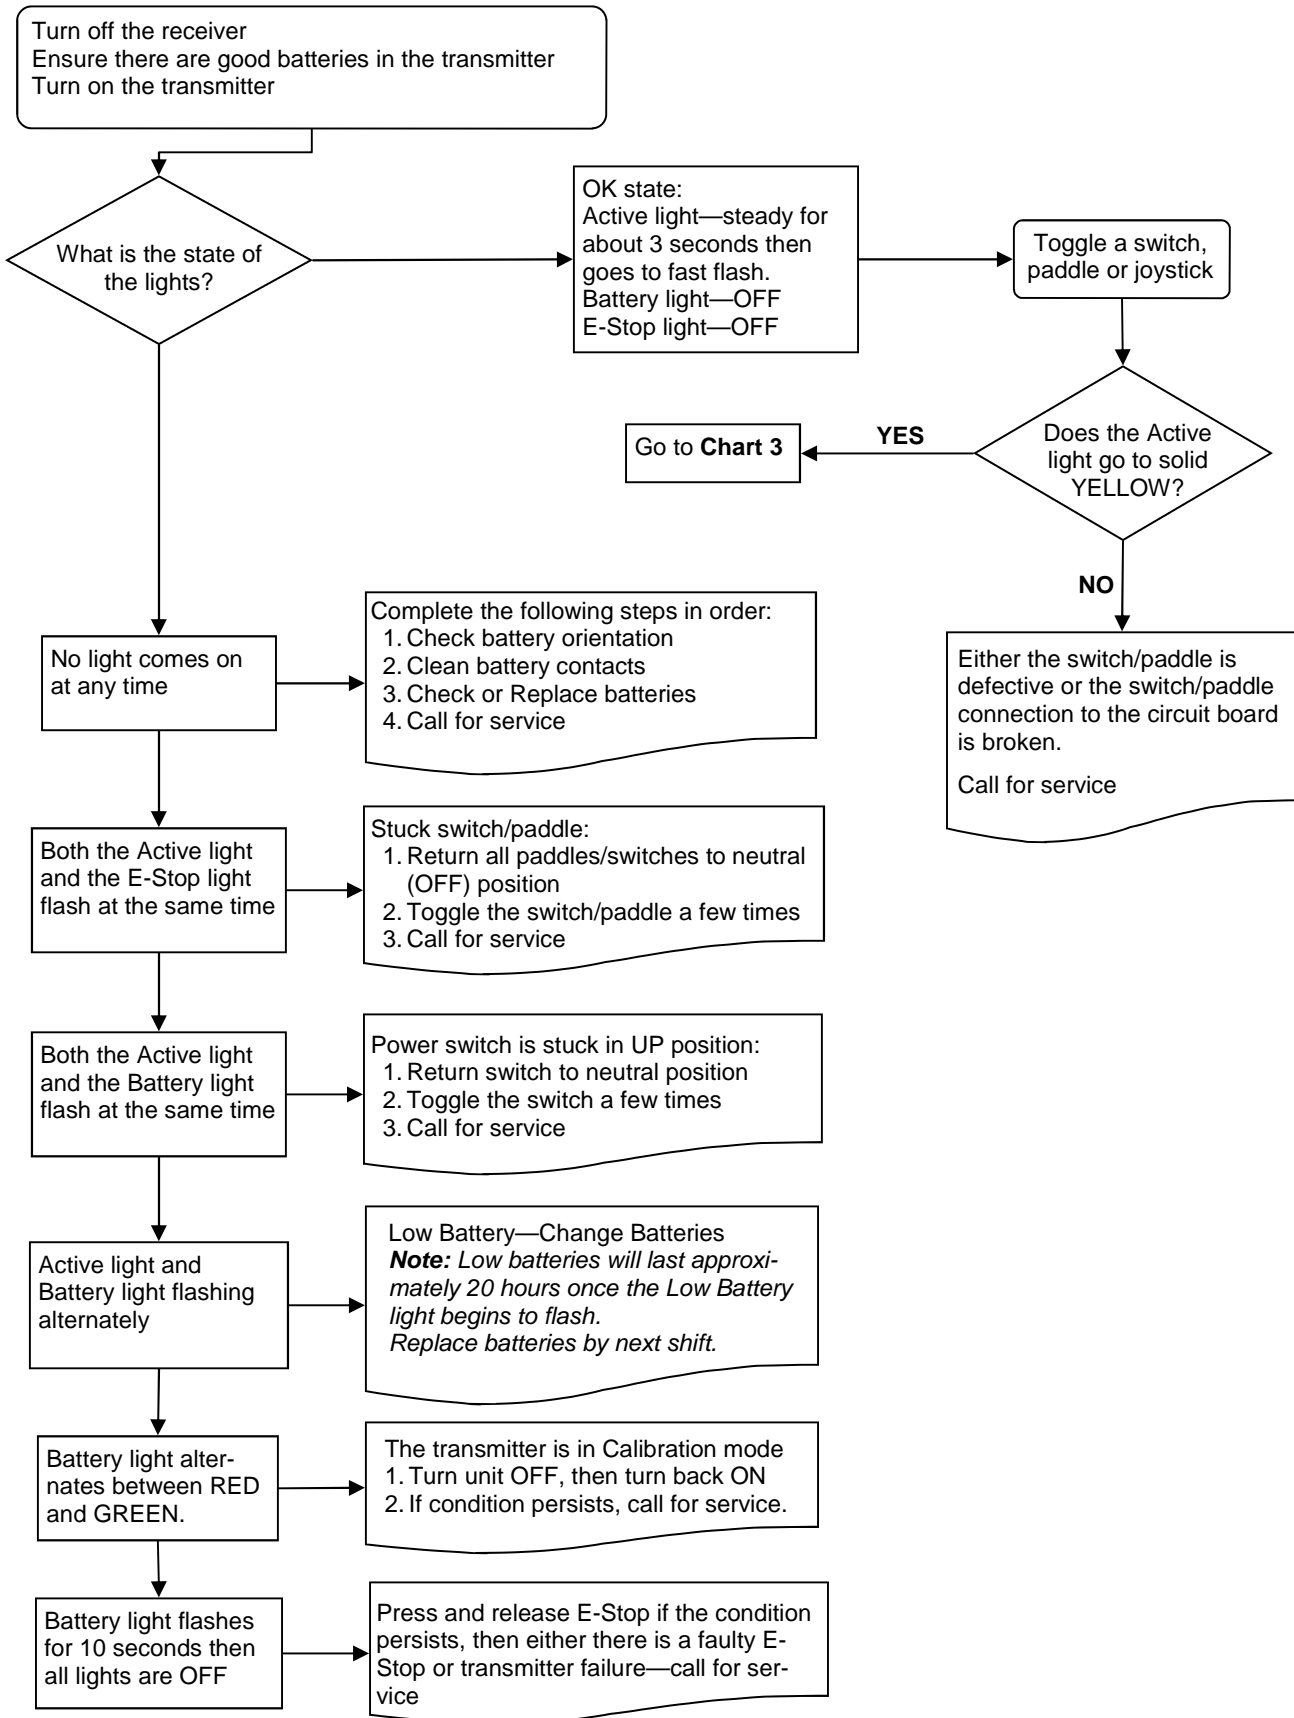 Turn off the receiver
Ensure there are good batteries in the transmitter
Turn on the transmitter
What is the state of
the lights?
OK state:
Active light—steady for
about 3 seconds then
goes to fast flash.
Battery light—OFF
E-Stop light—OFF
Toggle a switch,
paddle or joystick
Does the Active
light go to solid
YELLOW?
YES
Go to Chart 3
NO
Either the switch/paddle is
defective or the switch/paddle
connection to the circuit board
is broken.
Call for service
No light comes on
at any time
Complete the following steps in order:
1. Check battery orientation
2. Clean battery contacts
3. Check or Replace batteries
4. Call for service
Both the Active light
and the E-Stop light
flash at the same time
Stuck switch/paddle:
1. Return all paddles/switches to neutral
(OFF) position
2. Toggle the switch/paddle a few times
3. Call for service
Both the Active light
and the Battery light
flash at the same time
Power switch is stuck in UP position:
1. Return switch to neutral position
2. Toggle the switch a few times
3. Call for service
Active light and
Battery light flashing
alternately
Low Battery—Change Batteries
Note: Low batteries will last approxi-
mately 20 hours once the Low Battery
light begins to flash.
Replace batteries by next shift.
Battery light alter-
nates between RED
and GREEN.
The transmitter is in Calibration mode
1. Turn unit OFF, then turn back ON
2. If condition persists, call for service.
Battery light flashes
for 10 seconds then
all lights are OFF
Press and release E-Stop if the condition
persists, then either there is a faulty E-
Stop or transmitter failure—call for ser-
vice